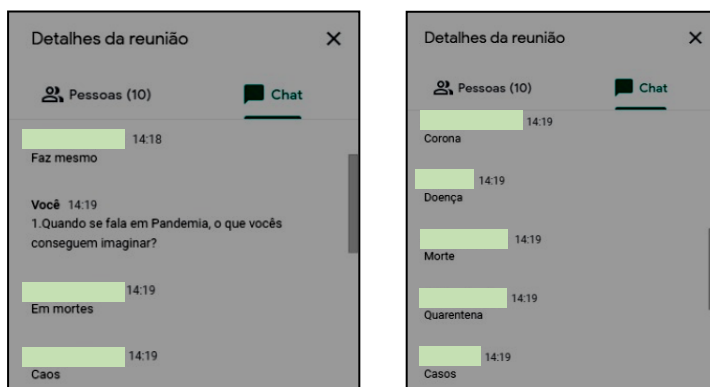 Detalhes da reunião
Pessoas (10) Chat
14:18
Faz mesmo
Você 14:19
1.Quando se fala em Pandemia, o que vocês
conseguem imaginar?
14:19
Em mortes
14:19
Caos
Detalhes da reunião
Pessoas (10) Chat
14:19
Corona
14:19
Doença
14:19
Morte
14:19
Quarentena
14:19
Casos